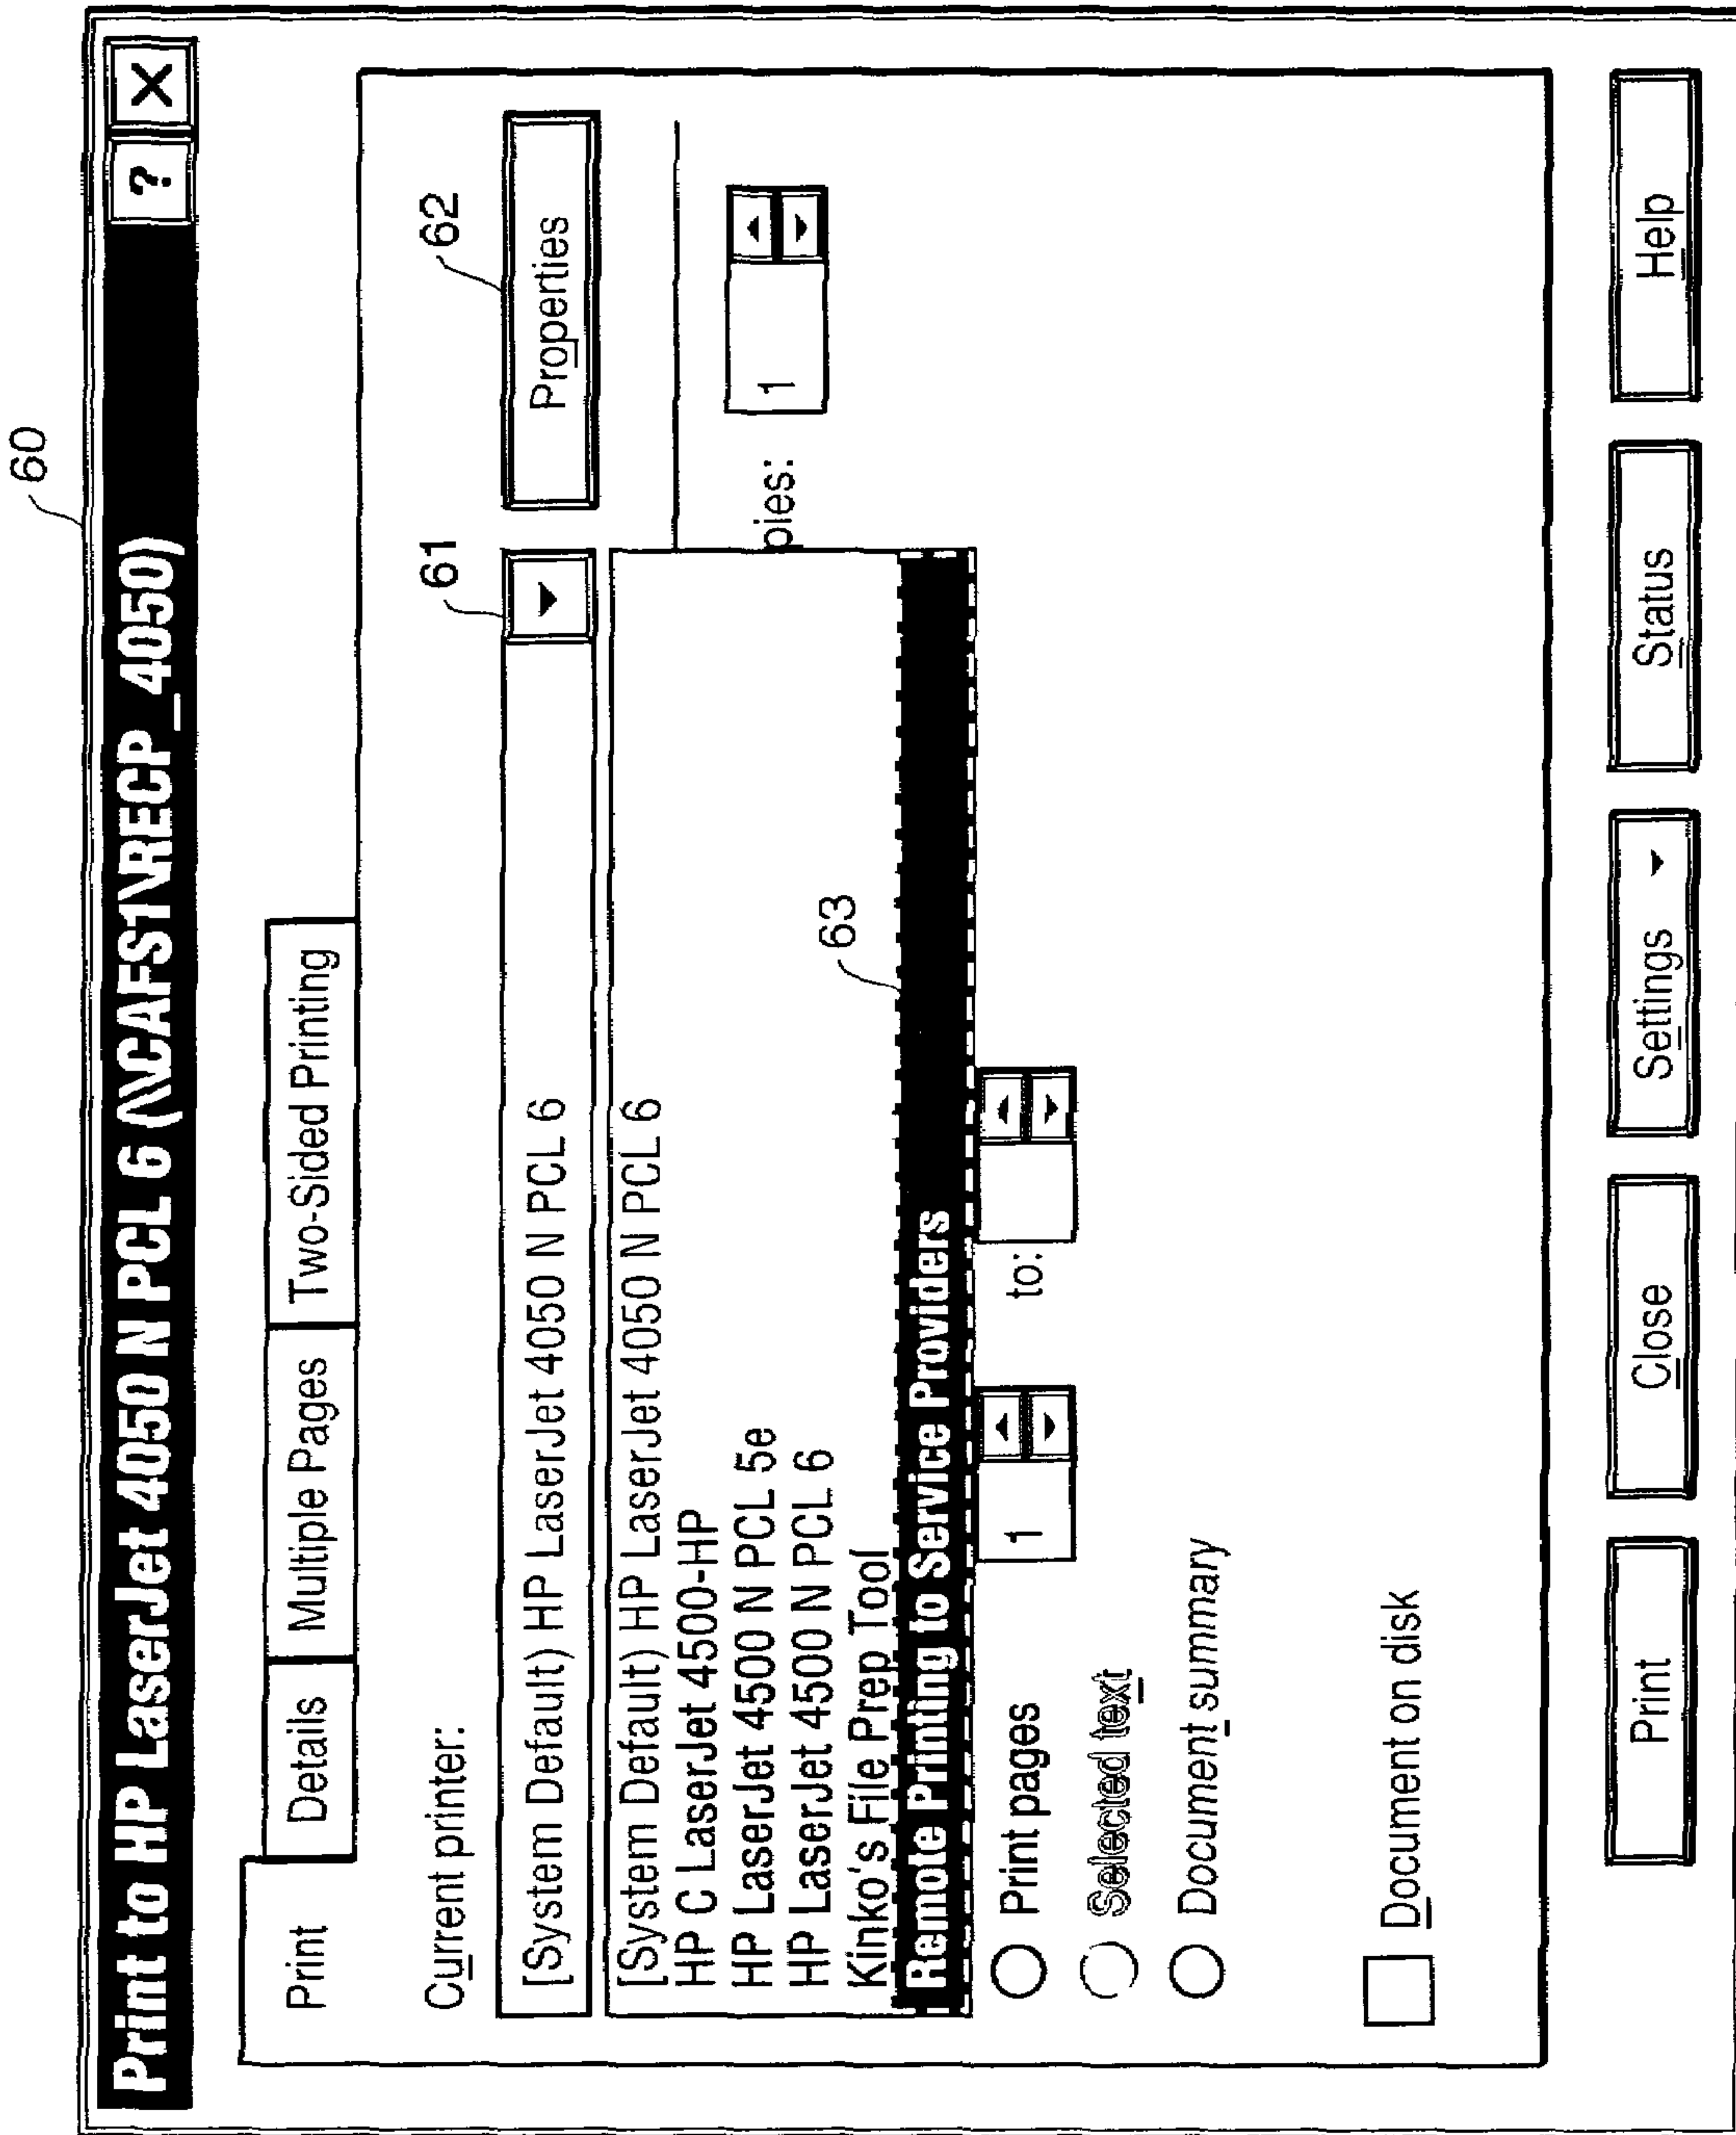 60
Print to HP LaserJet 4050 N PCL 6 (\\CAFS1\RECP_4050)
? X
Print Details Multiple Pages Two-Sided Printing
Current printer:
61
62
[System Default) HP LaserJet 4050 N PCL 6
Properties
[System Default) HP LaserJet 4050 N PCL 6
HP C LaserJet 4500-HP
HP LaserJet 4500 N PCL 5e
HP LaserJet 4500 N PCL 6
Kinko's File Prep Tool
pies: 1
63
Remote Printing to Service Providers
Print pages 1 to:
Selected text
Document summary
Document on disk
Print Close Settings Status Help